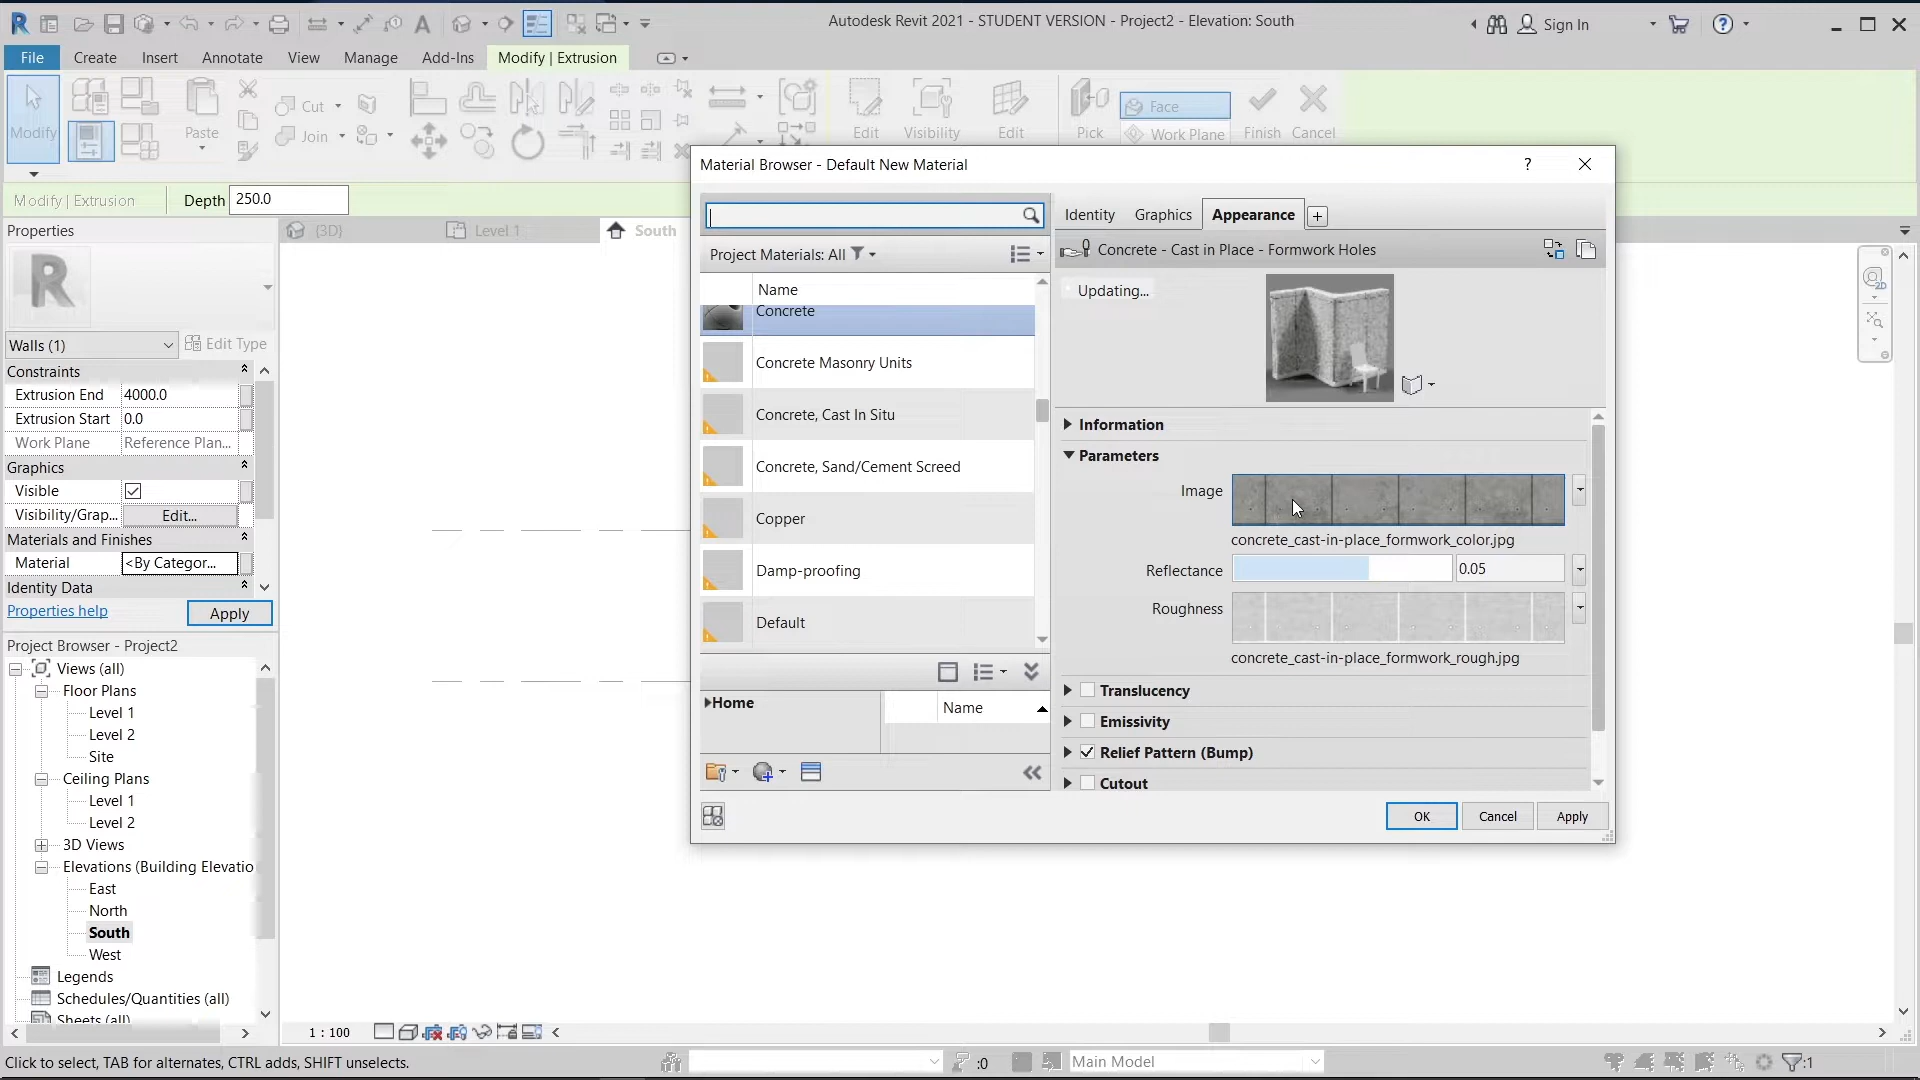 Autodesk Revit 2021 - STUDENT VERSION - Project2 - Elevation: South
Sign In
File Create Insert Annotate View Manage Add-Ins Modify | Extrusion
Modify
Paste
Cut
Join
Edit
Visibility
Edit
Pick
Face
Work Plane
Finish
Cancel
Modify | Extrusion
Depth 250.0
Properties
{3D}
Level 1
South
R
Walls (1)
Edit Type
Constraints
Extrusion End 4000.0
Extrusion Start 0.0
Work Plane Reference Plan...
Graphics
Visible
Visibility/Grap... Edit...
Materials and Finishes
Material <By Categor...
Identity Data
Properties help
Apply
Project Browser - Project2
Views (all)
Floor Plans
Level 1
Level 2
Site
Ceiling Plans
Level 1
Level 2
3D Views
Elevations (Building Elevatio
East
North
South
West
Legends
Schedules/Quantities (all)
Sheets (all)
Material Browser - Default New Material
Project Materials: All
Name
Concrete
Concrete Masonry Units
Concrete, Cast In Situ
Concrete, Sand/Cement Screed
Copper
Damp-proofing
Default
Home
Name
Identity Graphics Appearance
Concrete - Cast in Place - Formwork Holes
Updating...
Information
Parameters
Image
concrete_cast-in-place_formwork_color.jpg
Reflectance 0.05
Roughness
concrete_cast-in-place_formwork_rough.jpg
Translucency
Emissivity
Relief Pattern (Bump)
Cutout
OK
Cancel
Apply
1 : 100
Click to select, TAB for alternates, CTRL adds, SHIFT unselects.
:0
Main Model
:1